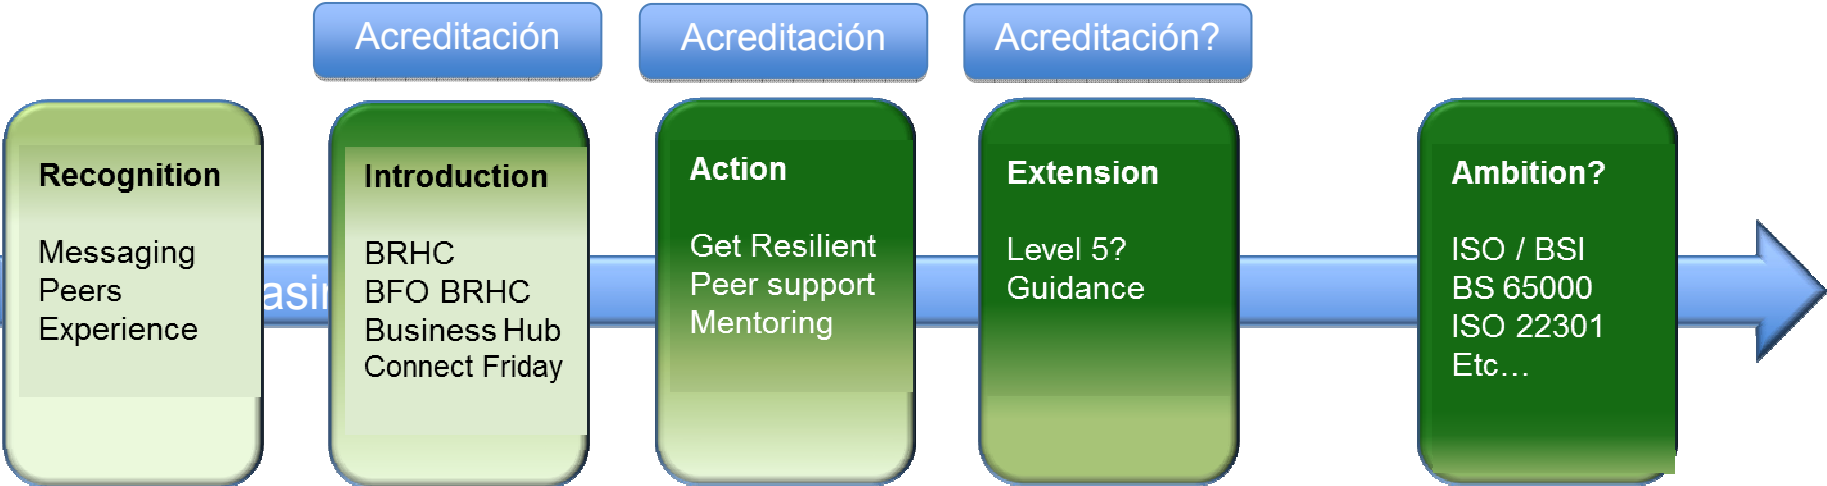 Acreditación
Acreditación
Acreditación?
Recognition
Messaging
Peers
Experience
Introduction
BRHC
BFO BRHC
Business Hub
Connect Friday
Action
Get Resilient
Peer support
Mentoring
Extension
Level 5?
Guidance
Ambition?
ISO / BSI
BS 65000
ISO 22301
Etc…